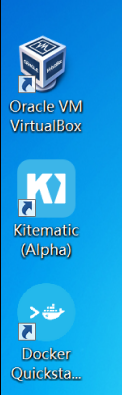 Oracle VM
VirtualBox
Kitematic
(Alpha)
Docker
Quicksta...